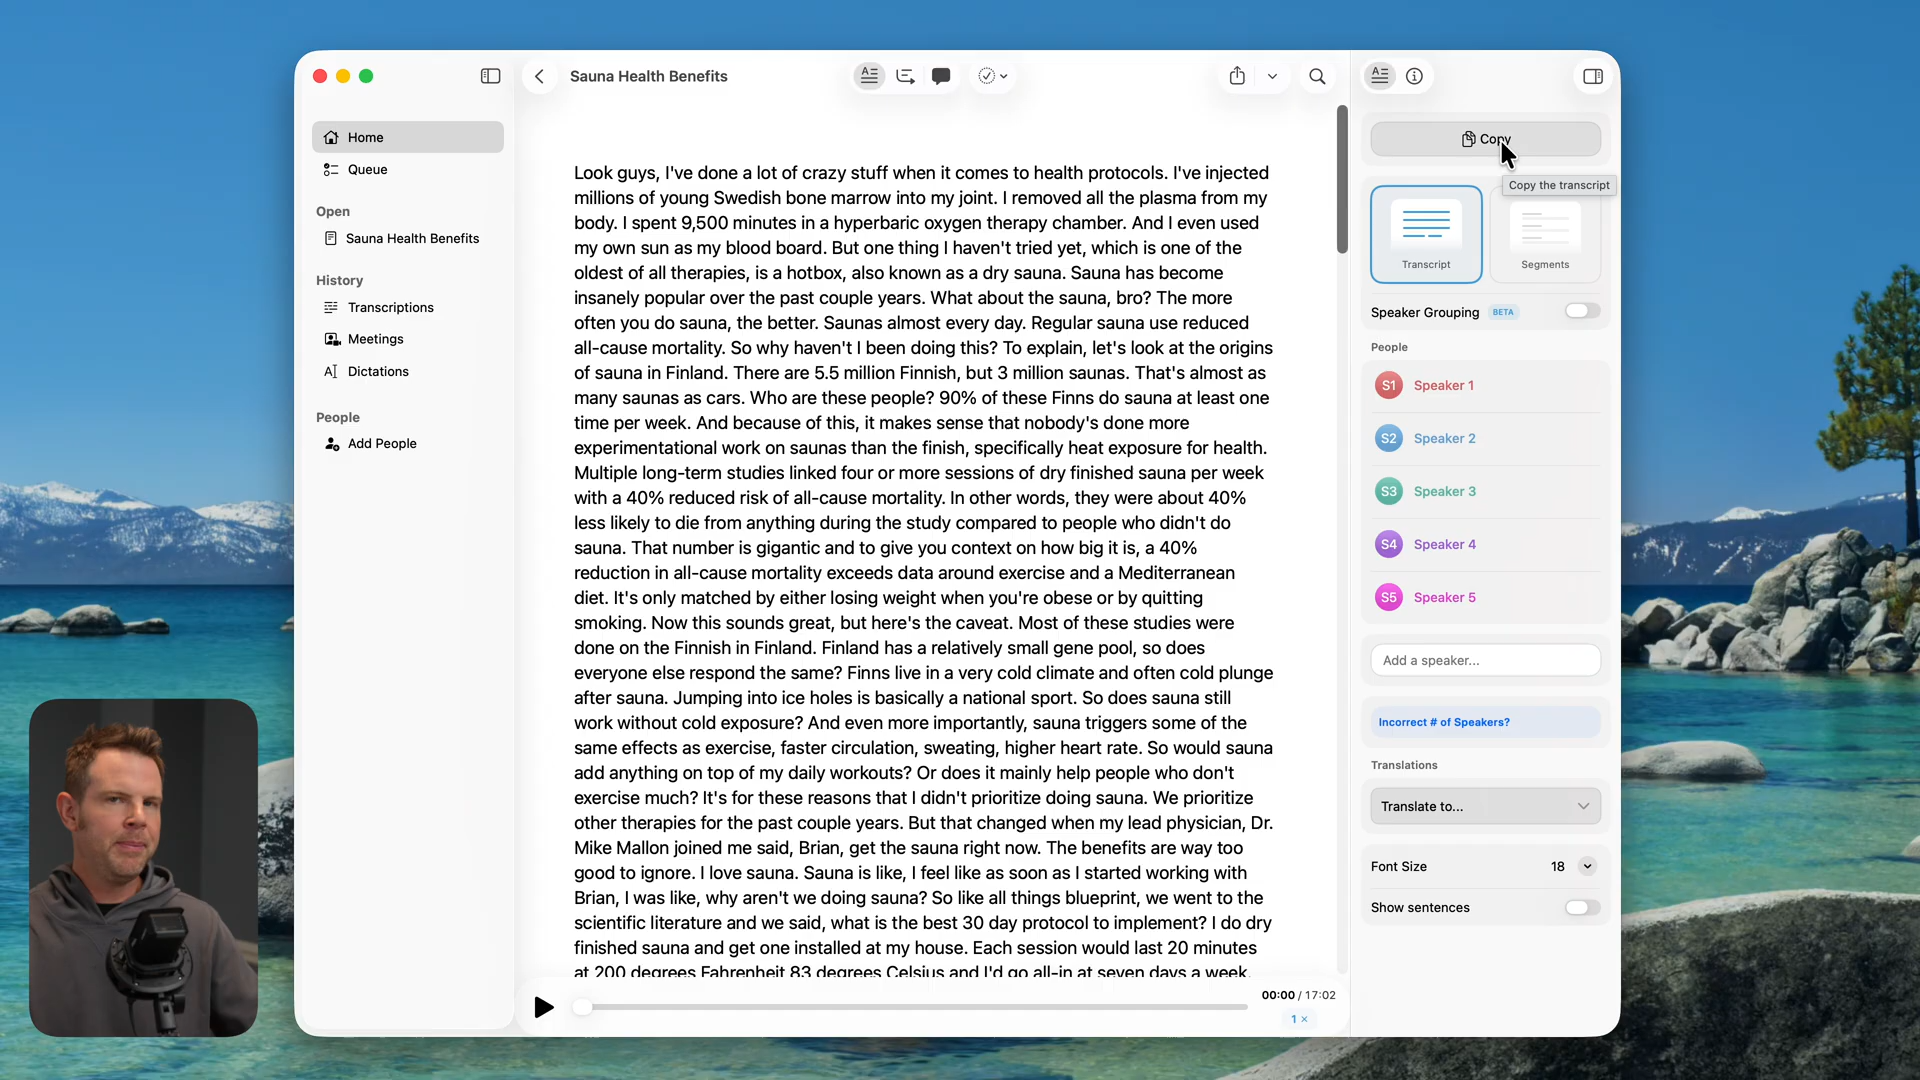 Sauna Health Benefits
Home
Queue
Open
Sauna Health Benefits
History
Transcriptions
Meetings
Dictations
People
Add People
Look guys, I've done a lot of crazy stuff when it comes to health protocols. I've injected
millions of young Swedish bone marrow into my joint. I removed all the plasma from my
body. I spent 9,500 minutes in a hyperbaric oxygen therapy chamber. And I even used
my own sun as my blood board. But one thing I haven't tried yet, which is one of the
oldest of all therapies, is a hotbox, also known as a dry sauna. Sauna has become
insanely popular over the past couple years. What about the sauna, bro? The more
often you do sauna, the better. Saunas almost every day. Regular sauna use reduced
all-cause mortality. So why haven't I been doing this? To explain, let's look at the origins
of sauna in Finland. There are 5.5 million Finnish, but 3 million saunas. That's almost as
many saunas as cars. Who are these people? 90% of these Finns do sauna at least one
time per week. And because of this, it makes sense that nobody's done more
experimentational work on saunas than the finish, specifically heat exposure for health.
Multiple long-term studies linked four or more sessions of dry finished sauna per week
with a 40% reduced risk of all-cause mortality. In other words, they were about 40%
less likely to die from anything during the study compared to people who didn't do
sauna. That number is gigantic and to give you context on how big it is, a 40%
reduction in all-cause mortality exceeds data around exercise and a Mediterranean
diet. It's only matched by either losing weight when you're obese or by quitting
smoking. Now this sounds great, but here's the caveat. Most of these studies were
done on the Finnish in Finland. Finland has a relatively small gene pool, so does
everyone else respond the same? Finns live in a very cold climate and often cold plunge
after sauna. Jumping into ice holes is basically a national sport. So does sauna still
work without cold exposure? And even more importantly, sauna triggers some of the
same effects as exercise, faster circulation, sweating, higher heart rate. So would sauna
add anything on top of my daily workouts? Or does it mainly help people who don't
exercise much? It's for these reasons that I didn't prioritize doing sauna. We prioritize
other therapies for the past couple years. But that changed when my lead physician, Dr.
Mike Mallon joined me said, Brian, get the sauna right now. The benefits are way too
good to ignore. I love sauna. Sauna is like, I feel like as soon as I started working with
Brian, I was like, why aren't we doing sauna? So like all things blueprint, we went to the
scientific literature and we said, what is the best 30 day protocol to implement? I do dry
finished sauna and get one installed at my house. Each session would last 20 minutes
at 200 degrees Fahrenheit 83 degrees Celsius and I'd go all-in at seven days a week.
00:00 / 17:02
1 ×
Copy
Copy the transcript
Transcript
Segments
Speaker Grouping BETA
People
S1 Speaker 1
S2 Speaker 2
S3 Speaker 3
S4 Speaker 4
S5 Speaker 5
Add a speaker...
Incorrect # of Speakers?
Translations
Translate to...
Font Size 18
Show sentences